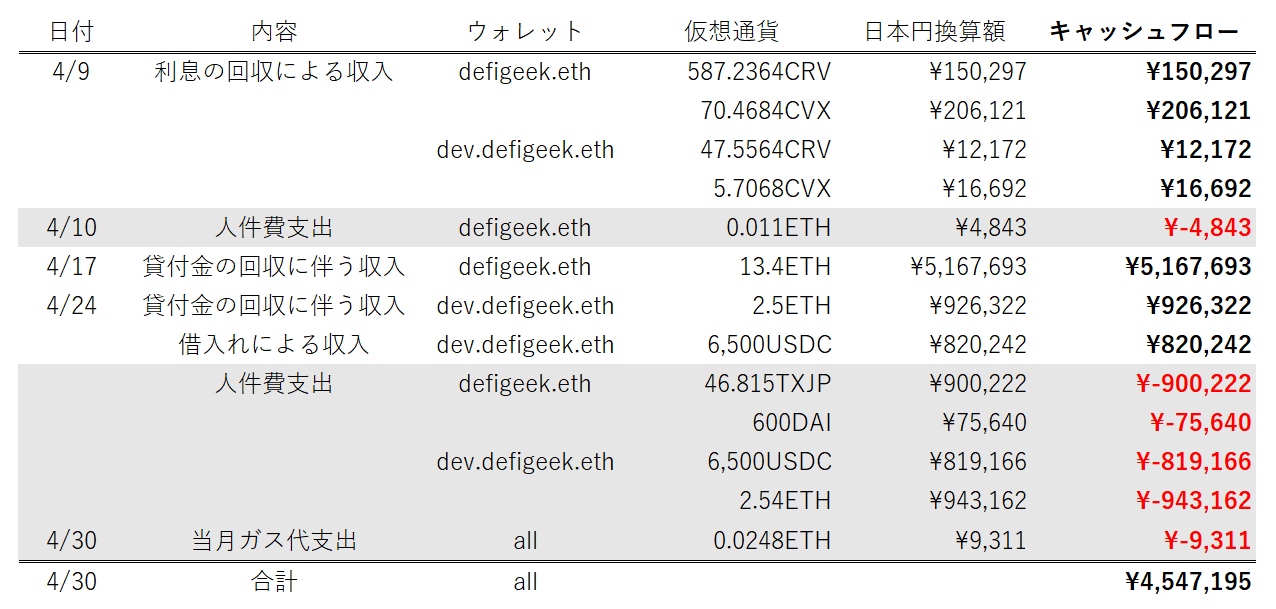 日付 内容 ウォレット 仮想通貨 日本円換算額 キャッシュフロー
4/9 利息の回収による収入 defigeek.eth 587.2364CRV ¥150,297 ¥150,297
70.4684CVX ¥206,121 ¥206,121
dev.defigeek.eth 47.5564CRV ¥12,172 ¥12,172
5.7068CVX ¥16,692 ¥16,692
4/10 人件費支出 defigeek.eth 0.011ETH ¥4,843 ¥-4,843
4/17 貸付金の回収に伴う収入 defigeek.eth 13.4ETH ¥5,167,693 ¥5,167,693
4/24 貸付金の回収に伴う収入 dev.defigeek.eth 2.5ETH ¥926,322 ¥926,322
借入れによる収入 dev.defigeek.eth 6,500USDC ¥820,242 ¥820,242
人件費支出 defigeek.eth 46.815TXJP ¥900,222 ¥-900,222
600DAI ¥75,640 ¥-75,640
dev.defigeek.eth 6,500USDC ¥819,166 ¥-819,166
2.54ETH ¥943,162 ¥-943,162
4/30 当月ガス代支出 all 0.0248ETH ¥9,311 ¥-9,311
4/30 合計 all ¥4,547,195